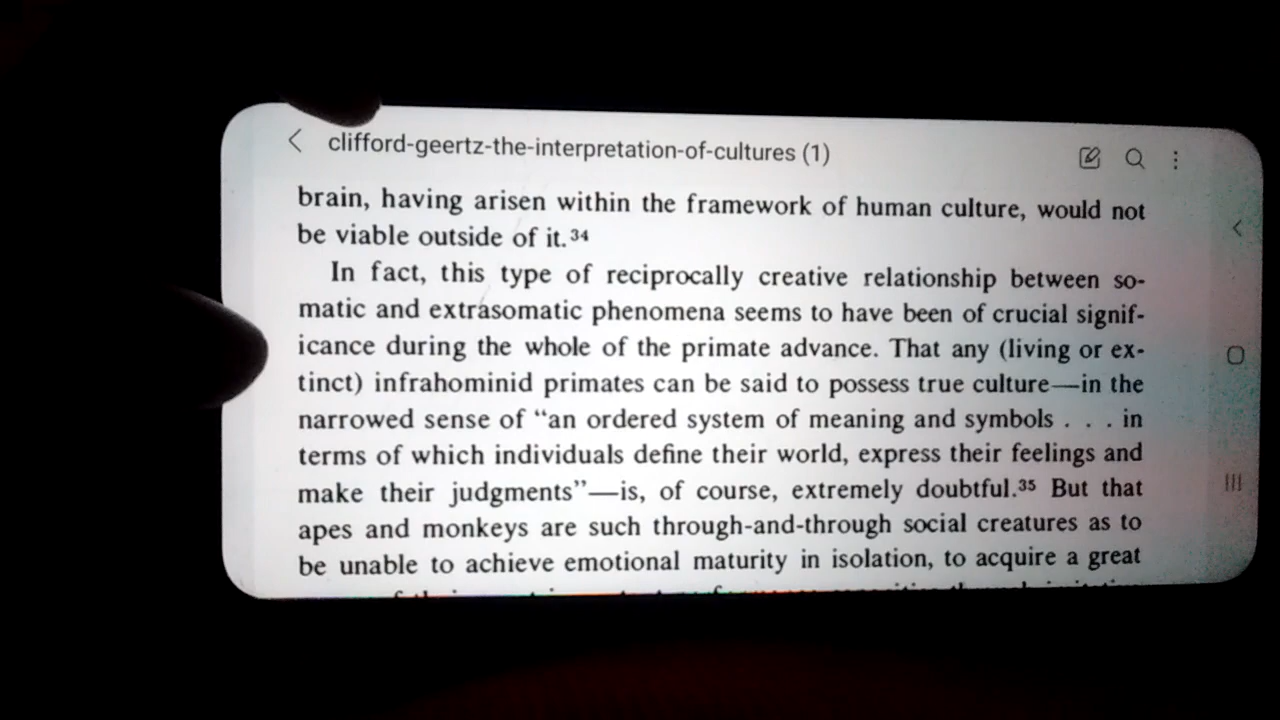 clifford-geertz-the-interpretation-of-cultures (1)
brain, having arisen within the framework of human culture, would not
be viable outside of it.³⁴
In fact, this type of reciprocally creative relationship between so-
matic and extrasomatic phenomena seems to have been of crucial signif-
icance during the whole of the primate advance. That any (living or ex-
tinct) infrahominid primates can be said to possess true culture—in the
narrowed sense of “an ordered system of meaning and symbols . . . in
terms of which individuals define their world, express their feelings and
make their judgments”—is, of course, extremely doubtful.³⁵ But that
apes and monkeys are such through-and-through social creatures as to
be unable to achieve emotional maturity in isolation, to acquire a great